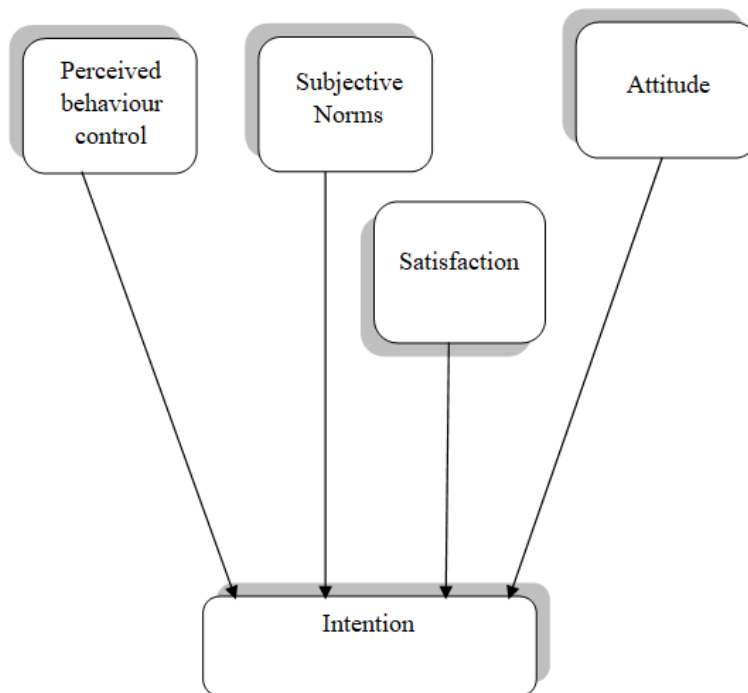 Perceived
behaviour
control
Subjective
Norms
Attitude
Satisfaction
Intention